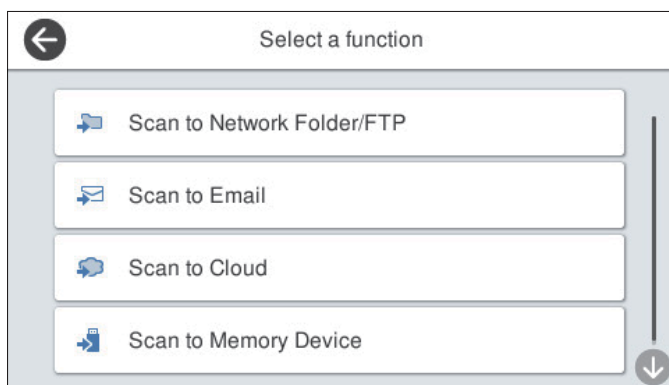 Select a function
Scan to Network Folder/FTP
Scan to Email
Scan to Cloud
Scan to Memory Device